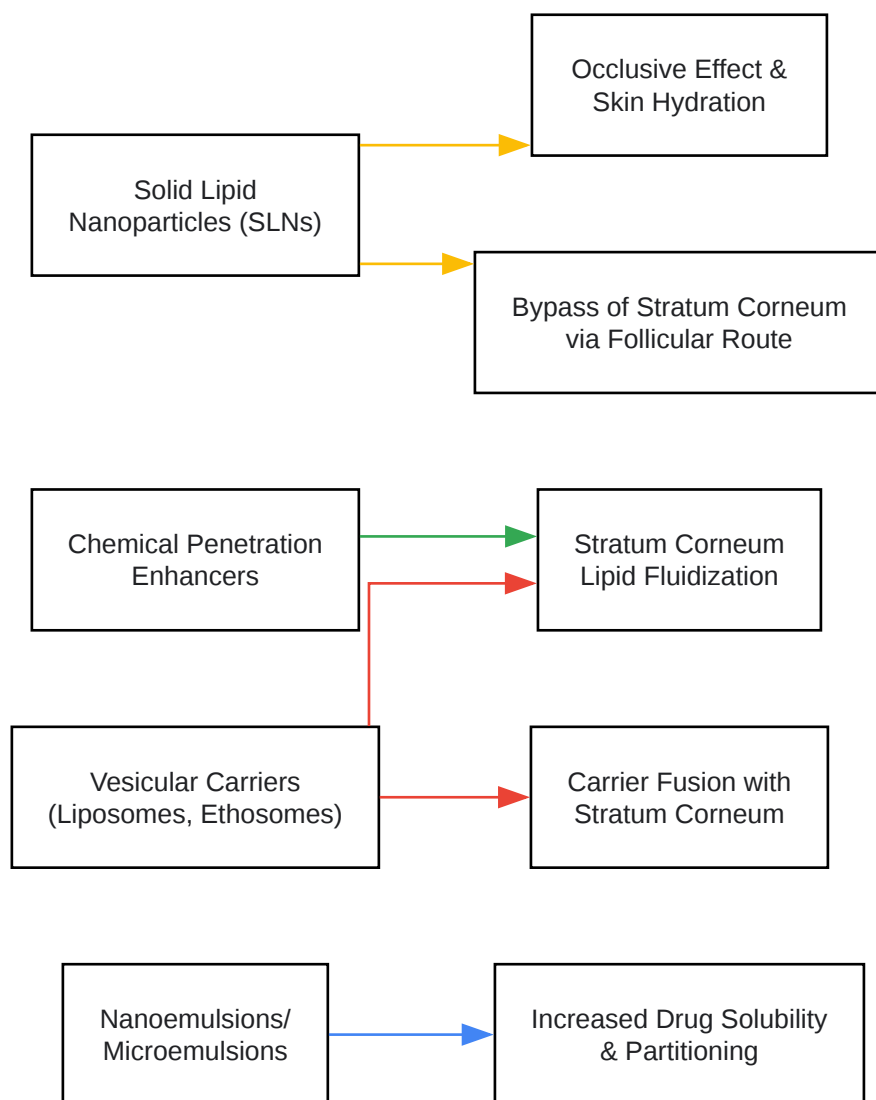 Occlusive Effect &
Skin Hydration
Solid Lipid
Nanoparticles (SLNs)
Bypass of Stratum Corneum
via Follicular Route
Chemical Penetration
Enhancers
Stratum Corneum
Lipid Fluidization
Vesicular Carriers
(Liposomes, Ethosomes)
Carrier Fusion with
Stratum Corneum
Nanoemulsions/
Microemulsions
Increased Drug Solubility
& Partitioning